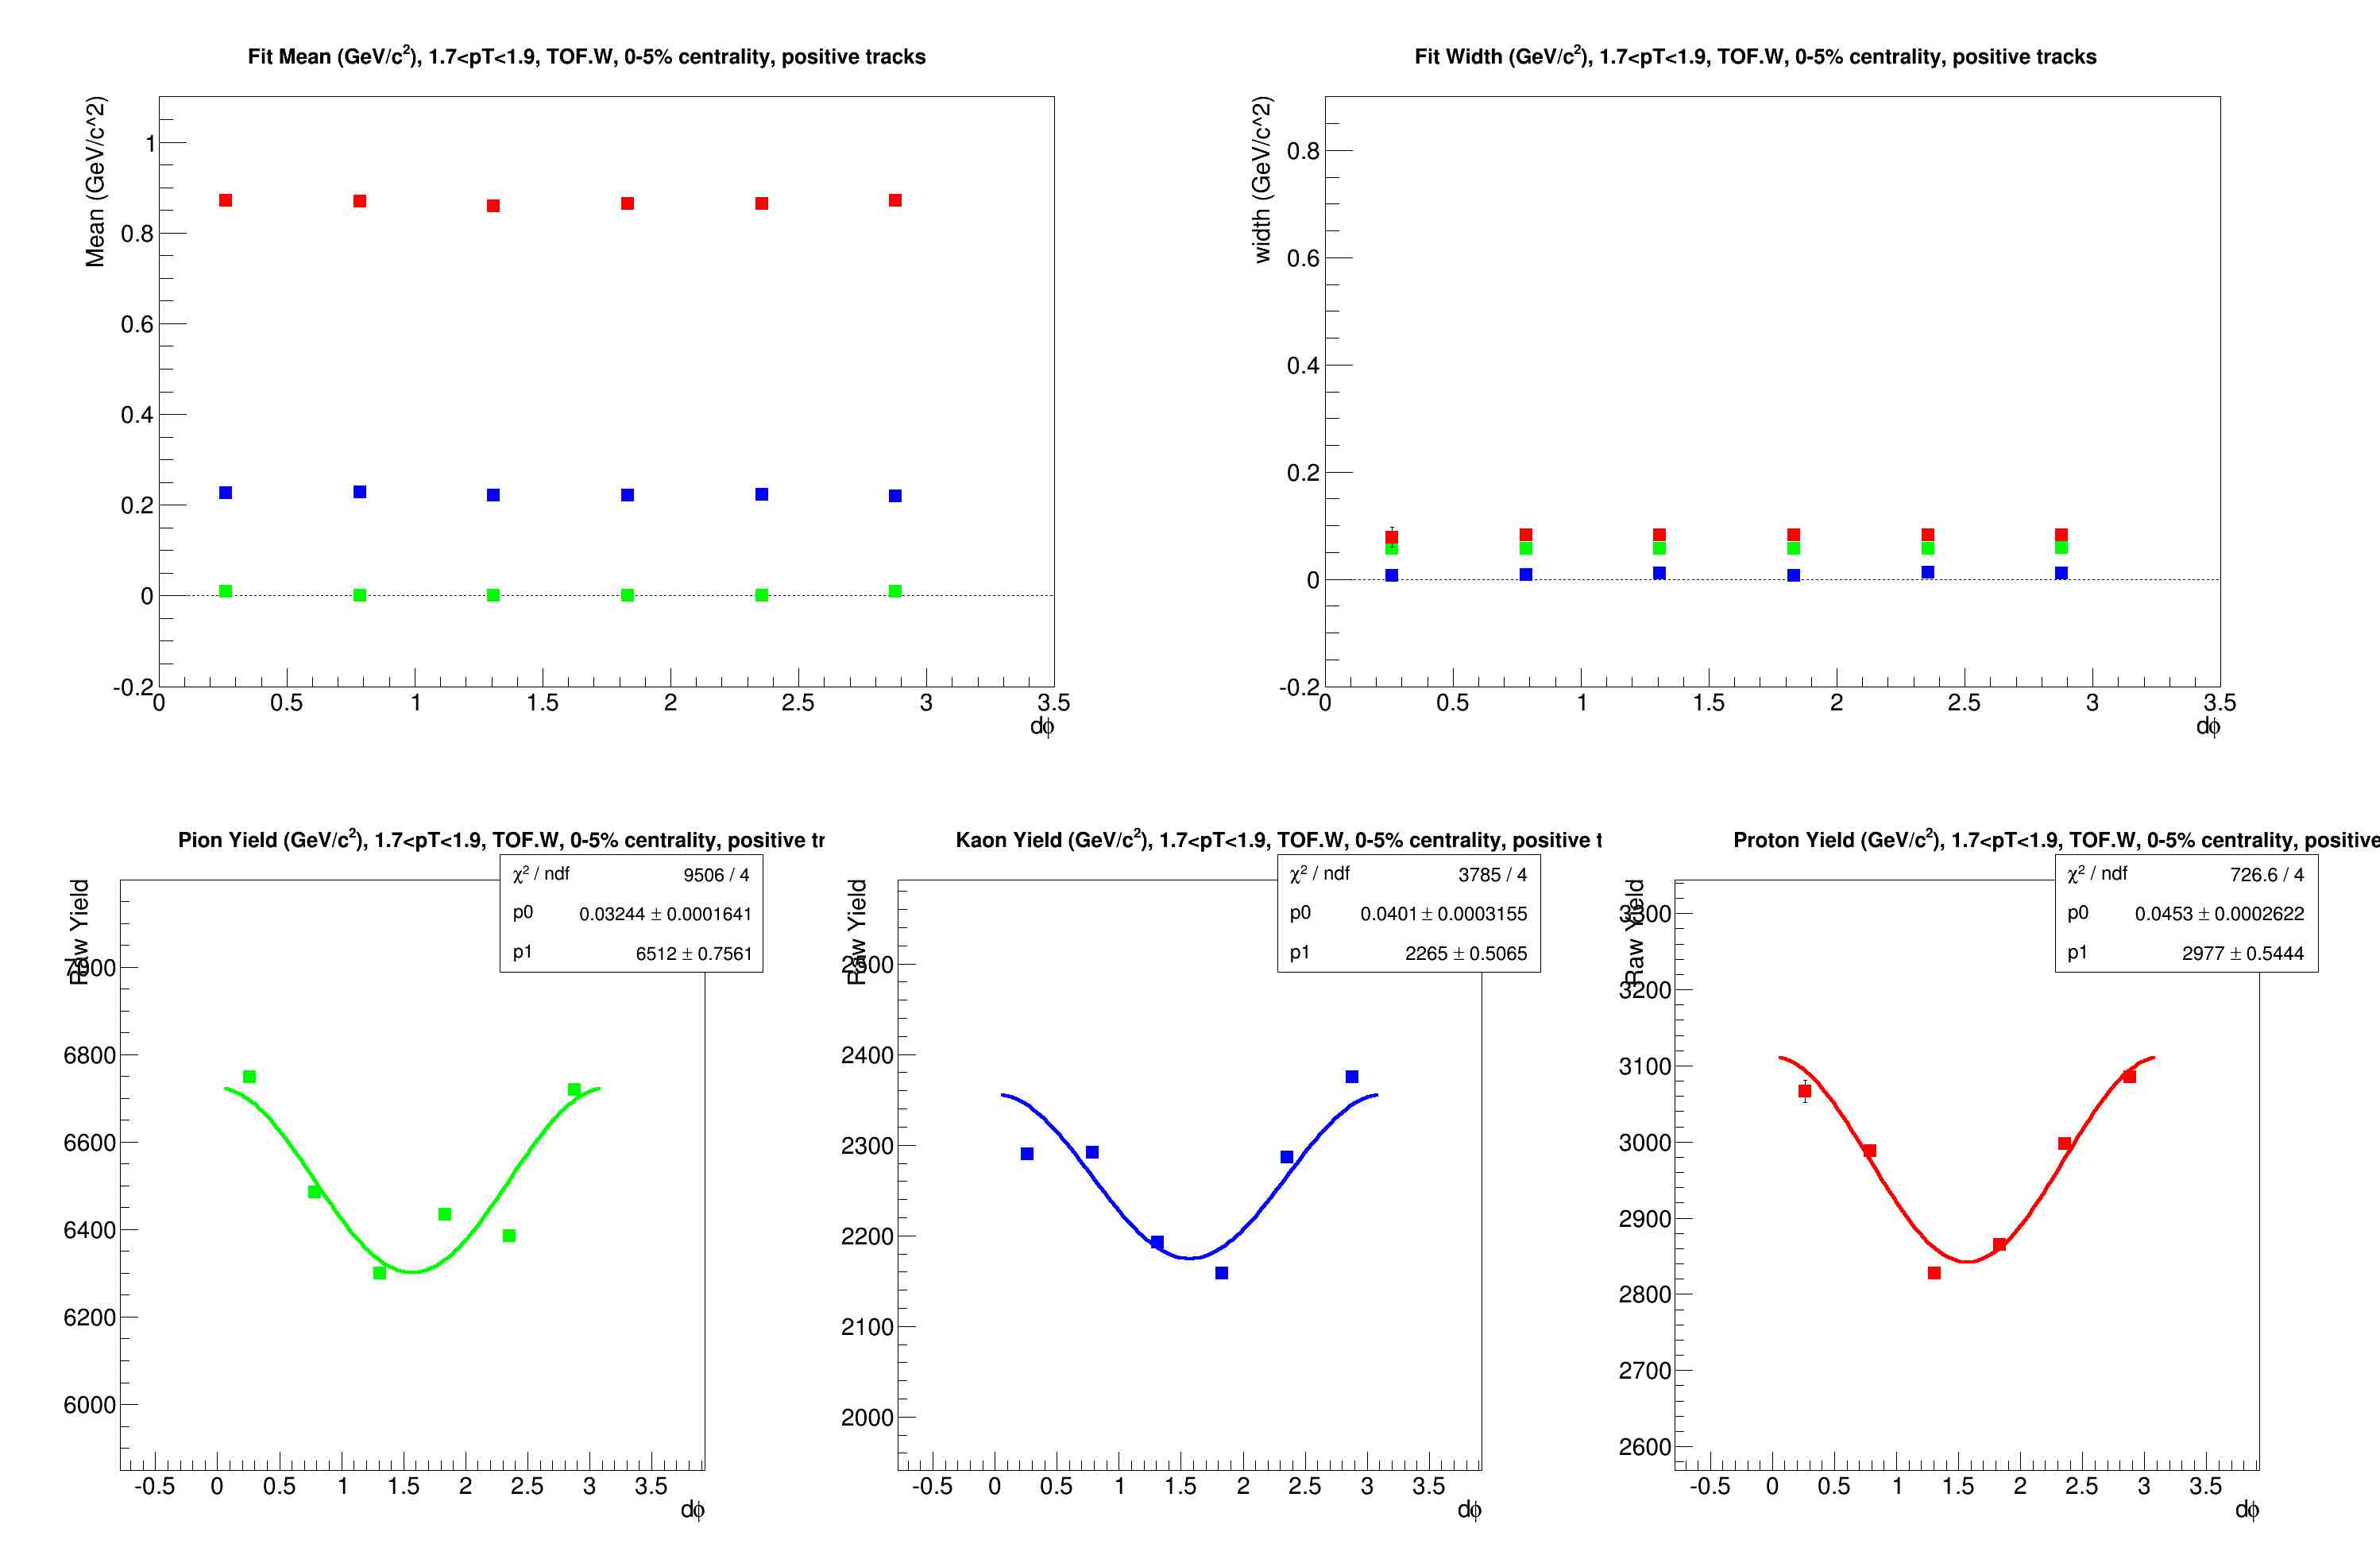 Fit Mean (GeV/c²), 1.7<pT<1.9, TOF.W, 0-5% centrality, positive tracks
Mean (GeV/c^2)
1
0.8
0.6
0.4
0.2
0
-0.2
0 0.5 1 1.5 2 2.5 3 3.5
dϕ
Fit Width (GeV/c²), 1.7<pT<1.9, TOF.W, 0-5% centrality, positive tracks
width (GeV/c^2)
0.8
0.6
0.4
0.2
0
-0.2
0 0.5 1 1.5 2 2.5 3 3.5
dϕ
Pion Yield (GeV/c²), 1.7<pT<1.9, TOF.W, 0-5% centrality, positive tr
χ² / ndf 9506 / 4
p0 0.03244 ± 0.0001641
p1 6512 ± 0.7561
Raw Yield
7000
6800
6600
6400
6200
6000
-0.5 0 0.5 1 1.5 2 2.5 3 3.5
dϕ
Kaon Yield (GeV/c²), 1.7<pT<1.9, TOF.W, 0-5% centrality, positive t
χ² / ndf 3785 / 4
p0 0.0401 ± 0.0003155
p1 2265 ± 0.5065
Raw Yield
2500
2400
2300
2200
2100
2000
-0.5 0 0.5 1 1.5 2 2.5 3 3.5
dϕ
Proton Yield (GeV/c²), 1.7<pT<1.9, TOF.W, 0-5% centrality, positive
χ² / ndf 726.6 / 4
p0 0.0453 ± 0.0002622
p1 2977 ± 0.5444
Raw Yield
3300
3200
3100
3000
2900
2800
2700
2600
-0.5 0 0.5 1 1.5 2 2.5 3 3.5
dϕ